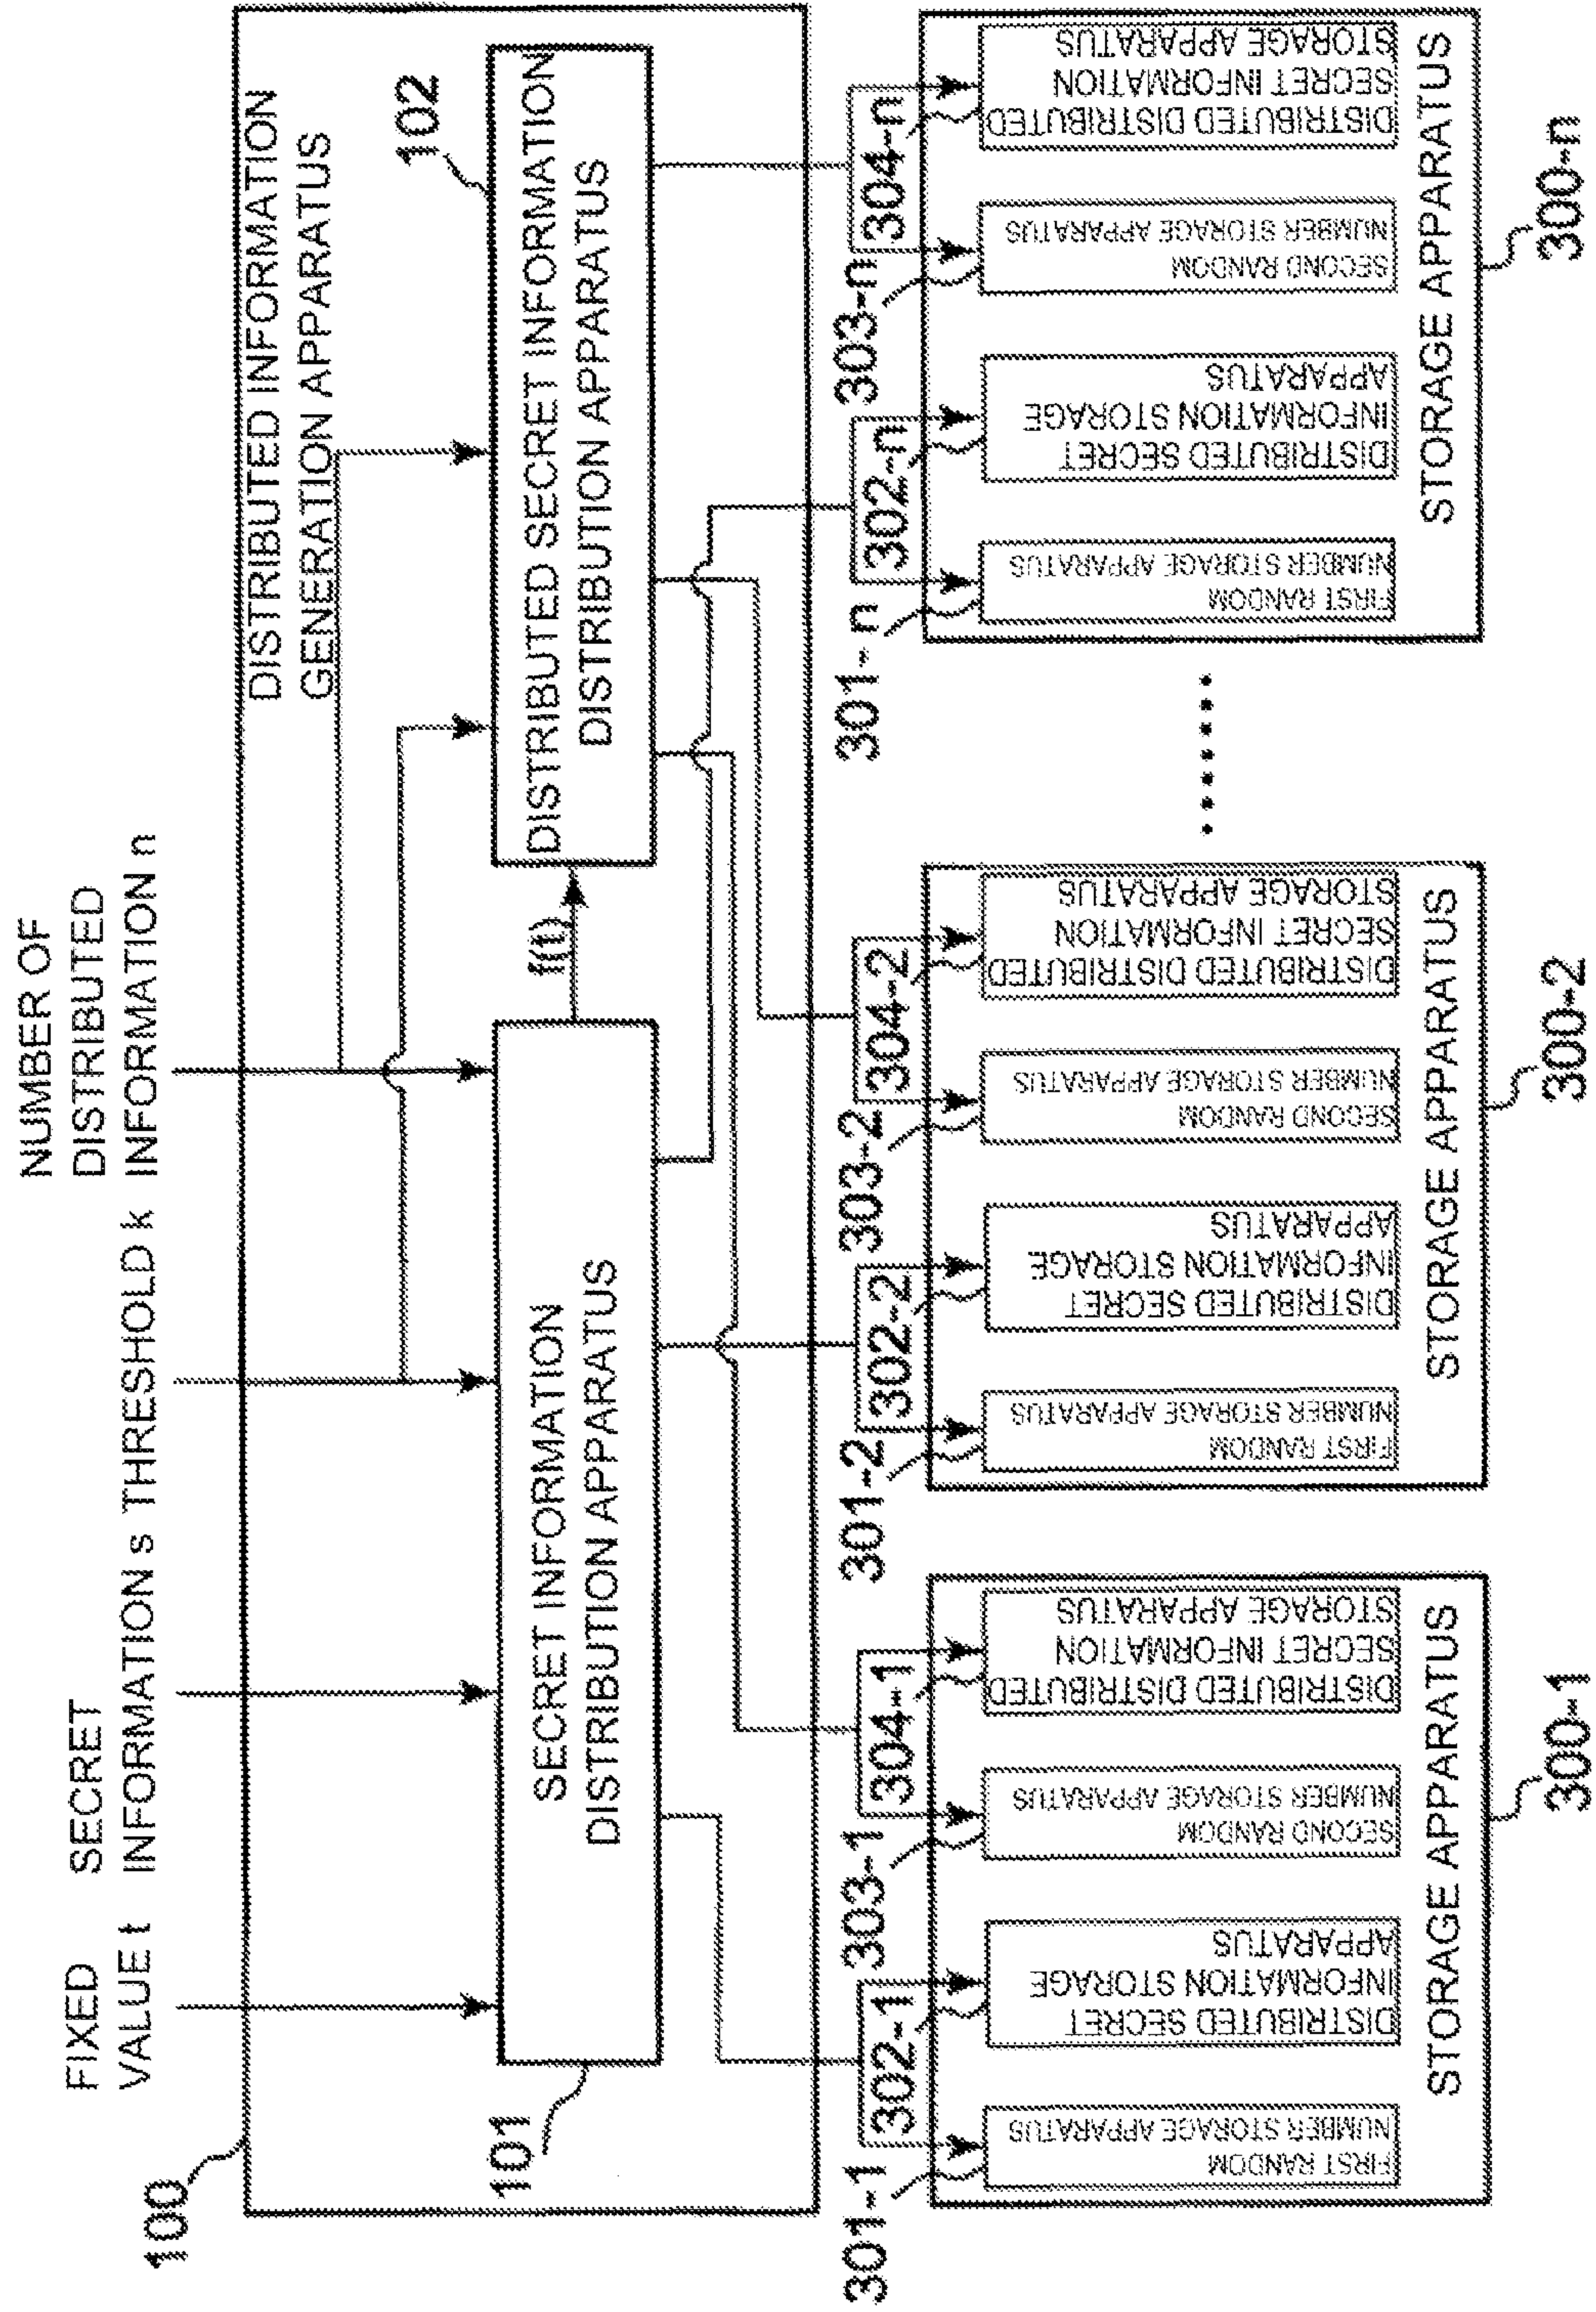 FIXED
VALUE t
SECRET
INFORMATION s
THRESHOLD k
NUMBER OF
DISTRIBUTED
INFORMATION n
100
DISTRIBUTED INFORMATION
GENERATION APPARATUS
101
SECRET INFORMATION
DISTRIBUTION APPARATUS
f(t)
102
DISTRIBUTED SECRET INFORMATION
DISTRIBUTION APPARATUS
301-1
302-1
303-1
304-1
FIRST RANDOM
NUMBER STORAGE APPARATUS
DISTRIBUTED SECRET
INFORMATION STORAGE
APPARATUS
SECOND RANDOM
NUMBER STORAGE APPARATUS
DISTRIBUTED DISTRIBUTED
SECRET INFORMATION
STORAGE APPARATUS
STORAGE APPARATUS
300-1
301-2
302-2
303-2
304-2
FIRST RANDOM
NUMBER STORAGE APPARATUS
DISTRIBUTED SECRET
INFORMATION STORAGE
APPARATUS
SECOND RANDOM
NUMBER STORAGE APPARATUS
DISTRIBUTED DISTRIBUTED
SECRET INFORMATION
STORAGE APPARATUS
STORAGE APPARATUS
300-2
301-n
302-n
303-n
304-n
FIRST RANDOM
NUMBER STORAGE APPARATUS
DISTRIBUTED SECRET
INFORMATION STORAGE
APPARATUS
SECOND RANDOM
NUMBER STORAGE APPARATUS
DISTRIBUTED DISTRIBUTED
SECRET INFORMATION
STORAGE APPARATUS
STORAGE APPARATUS
300-n